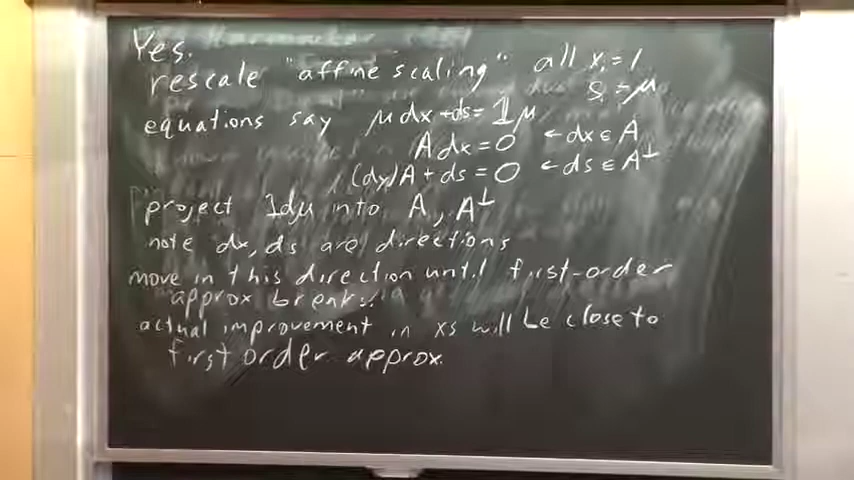 Yes.
rescale "affine scaling" all xᵢ = 1
sᵢ = μ
equations say μdx + ds = 1μ
A dx = 0 ← dx ∈ A
(dy)A + ds = 0 ← ds ∈ A⊥
project 1dμ into A, A⊥
note dx, ds are directions
move in this direction until first-order
approx breaks.
actual improvement in xs will be close to
first order approx.